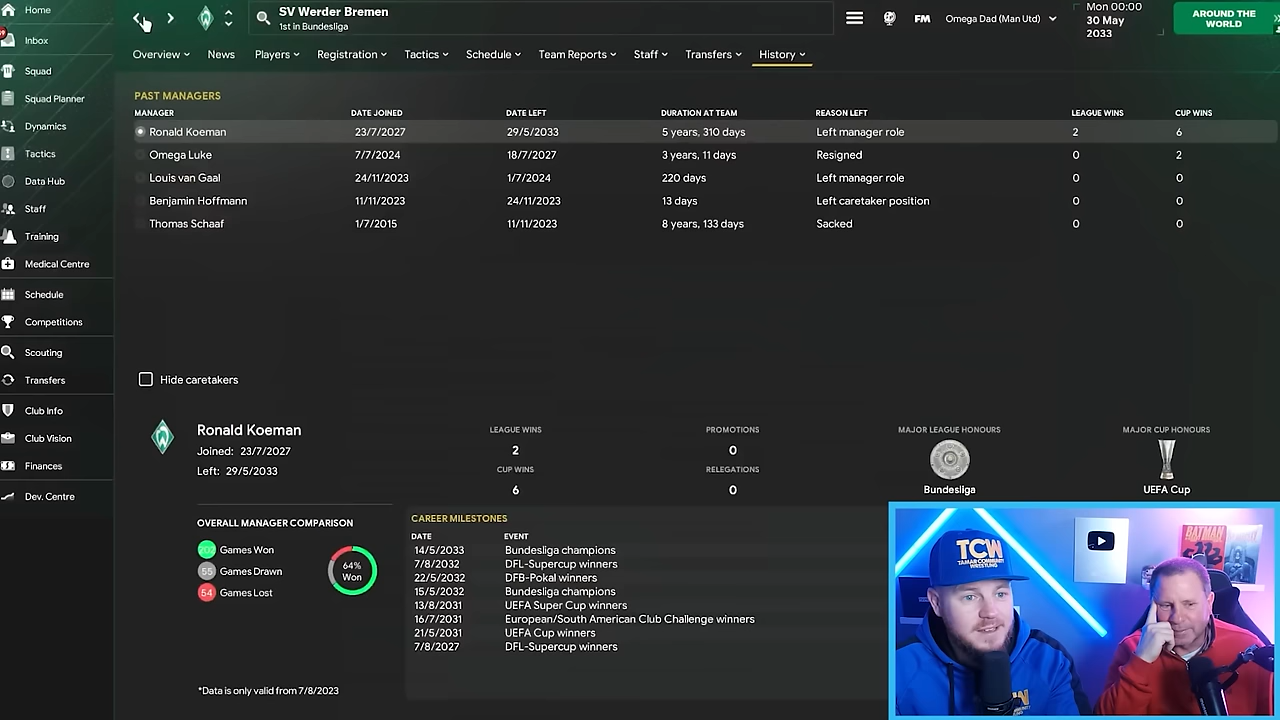 Home
SV Werder Bremen
1st in Bundesliga
FM
Omega Dad (Man Utd)
Mon 00:00
30 May
2033
AROUND THE
WORLD
Inbox
Squad
Squad Planner
Dynamics
Tactics
Data Hub
Staff
Training
Medical Centre
Schedule
Competitions
Scouting
Transfers
Club Info
Club Vision
Finances
Dev. Centre
Overview News Players Registration Tactics Schedule Team Reports Staff Transfers History
PAST MANAGERS
MANAGER DATE JOINED DATE LEFT DURATION AT TEAM REASON LEFT LEAGUE WINS CUP WINS
Ronald Koeman 23/7/2027 29/5/2033 5 years, 310 days Left manager role 2 6
Omega Luke 7/7/2024 18/7/2027 3 years, 11 days Resigned 0 2
Louis van Gaal 24/11/2023 1/7/2024 220 days Left manager role 0 0
Benjamin Hoffmann 11/11/2023 24/11/2023 13 days Left caretaker position 0 0
Thomas Schaaf 1/7/2015 11/11/2023 8 years, 133 days Sacked 0 0
Hide caretakers
Ronald Koeman
Joined: 23/7/2027
Left: 29/5/2033
LEAGUE WINS
2
CUP WINS
6
PROMOTIONS
0
RELEGATIONS
0
MAJOR LEAGUE HONOURS
Bundesliga
MAJOR CUP HONOURS
UEFA Cup
OVERALL MANAGER COMPARISON
Games Won
55 Games Drawn
54 Games Lost
64%
Won
*Data is only valid from 7/8/2023
CAREER MILESTONES
DATE EVENT
14/5/2033 Bundesliga champions
7/8/2032 DFL-Supercup winners
22/5/2032 DFB-Pokal winners
15/5/2032 Bundesliga champions
13/8/2031 UEFA Super Cup winners
16/7/2031 European/South American Club Challenge winners
21/5/2031 UEFA Cup winners
7/8/2027 DFL-Supercup winners
TCW
TAMAR COMMUNITY
WRESTLING
BATMAN